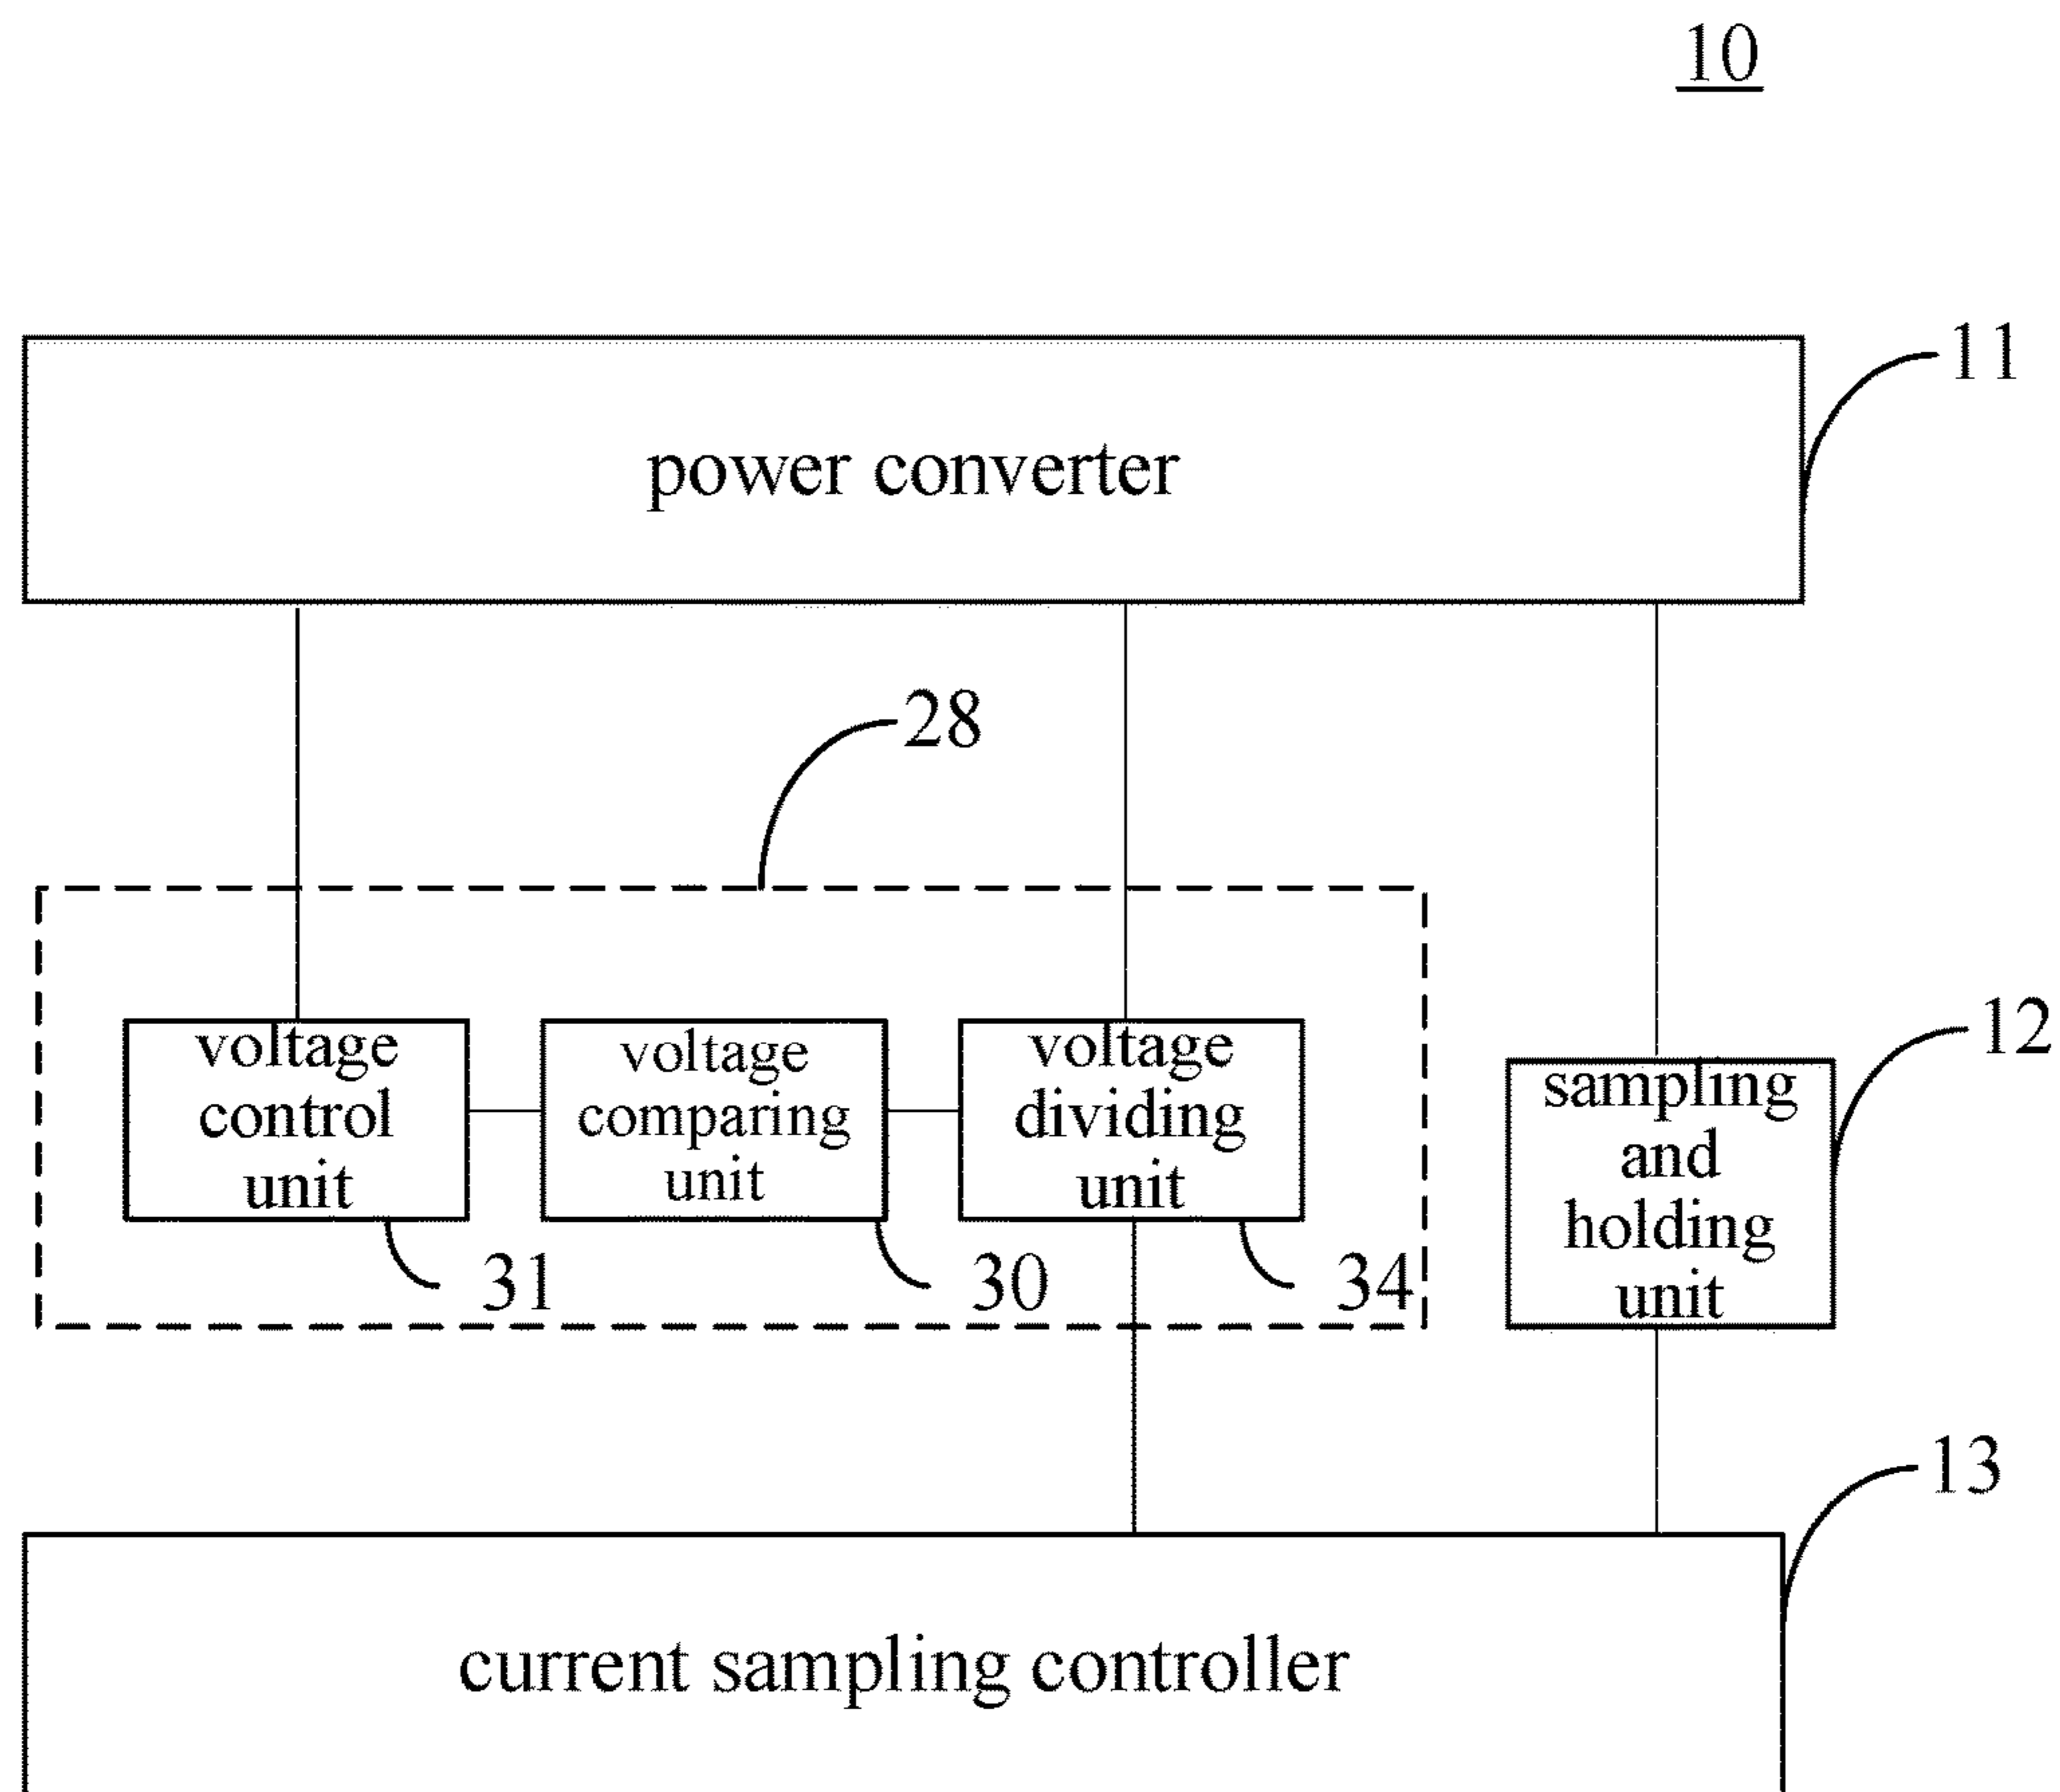 10
11
power converter
28
voltage
control
unit
voltage
comparing
unit
voltage
dividing
unit
sampling
and
holding
unit
12
31
30
34
13
current sampling controller